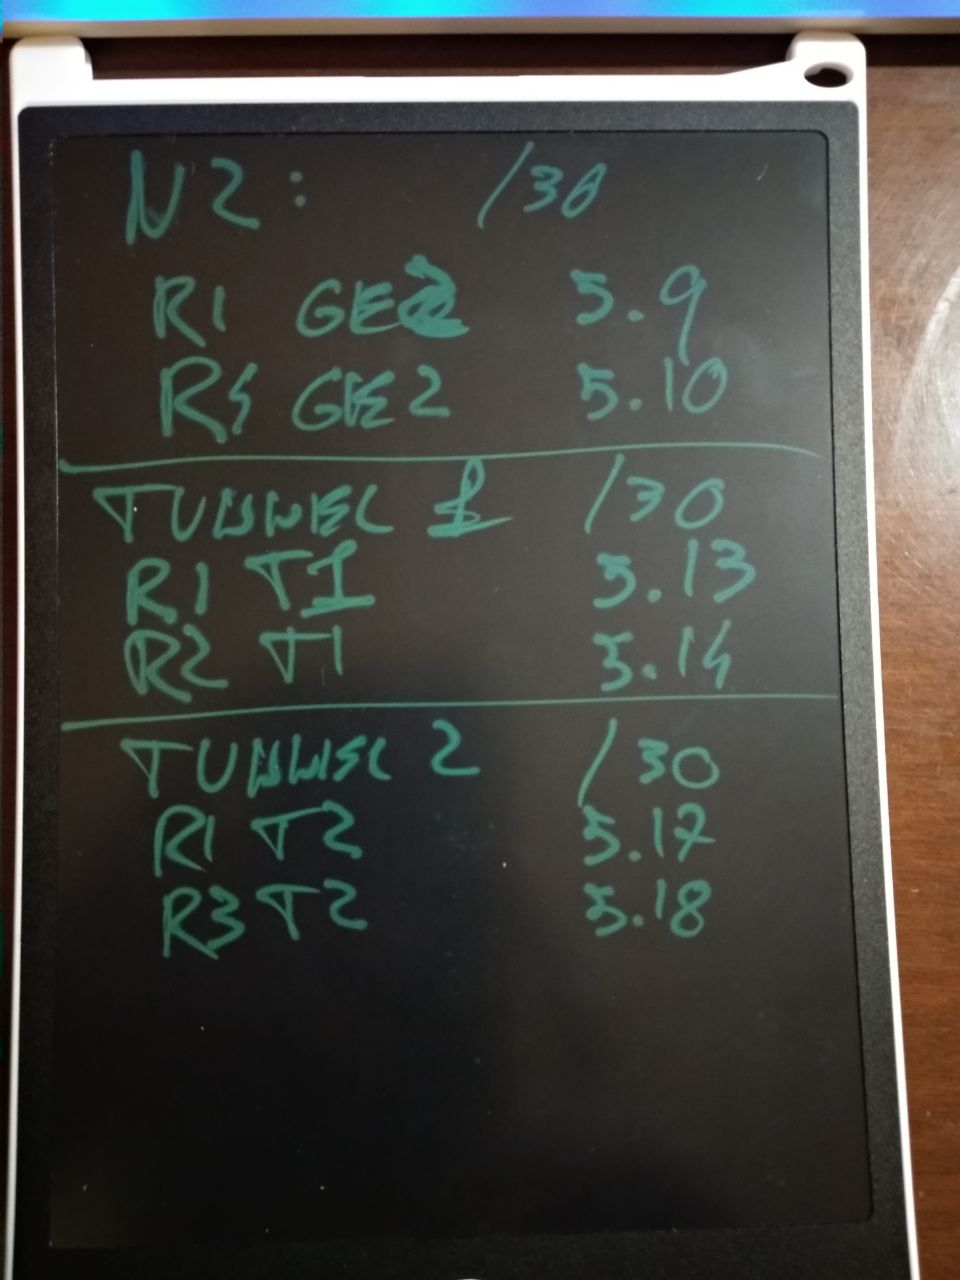 N2: /30
R1 GE2 5.9
R5 GE2 5.10
TUNNEL 1 /30
R1 T1 5.13
R2 T1 5.14
TUNNEL 2 /30
R1 T2 5.17
R3 T2 5.18